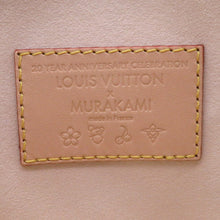 20 YEAR ANNIVERSARY CELEBRATION
LOUIS VUITTON
×
MURAKAMI
made in France